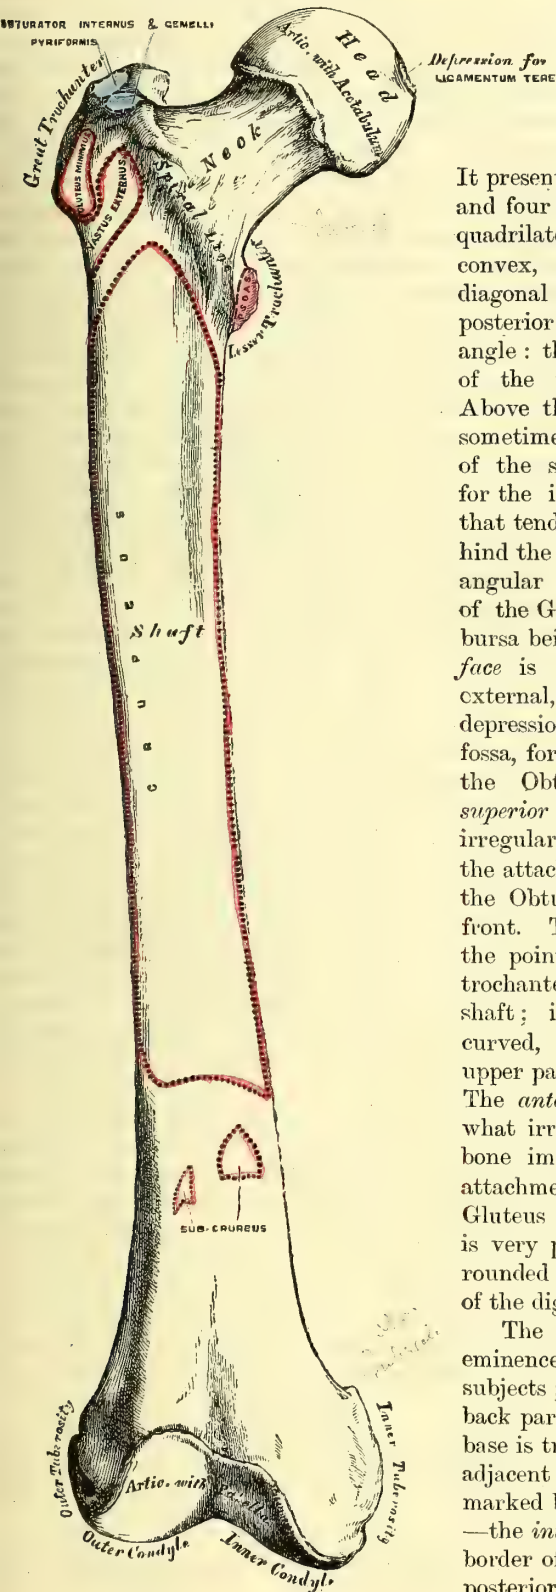 OBTURATOR INTERNUS & GEMELLI
PYRIFORMIS
Great Trochanter
Head
Artic. with Acetabulum
Depression for
LIGAMENTUM TERE
Neck
GLUTEUS MINIMUS
VASTUS EXTERNUS
Spiral Line
PSOAS
Lesser Trochanter
CRUREUS
Shaft
SUB-CRUREUS
Outer Tuberosity
Inner Tuberosity
Artic. with Patella
Outer Condyle
Inner Condyle
It present
and four
quadrilate
convex,
diagonal
posterior
angle: th
of the
Above th
sometime
of the s
for the i
that tend
hind the
angular
of the G
bursa bei
face is
external,
depressio
fossa, for
the Obt
superior
irregular
the attac
the Obtu
front. T
the poin
trochante
shaft; i
curved,
upper pa
The ante
what irr
bone im
attachme
Gluteus
is very p
rounded
of the dig
The
eminence
subjects
back par
base is tr
adjacent
marked b
—the in
border o
posterior